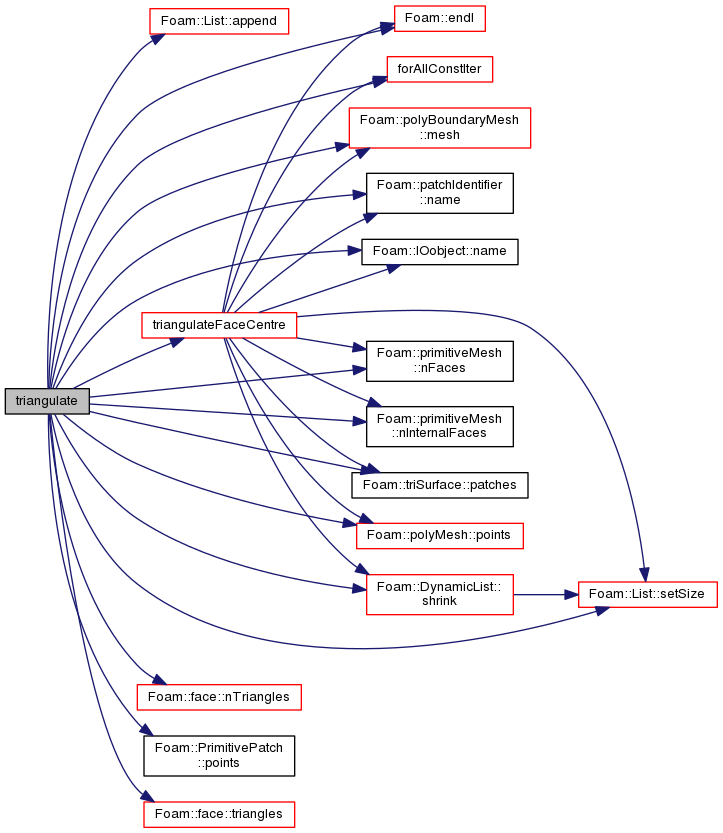 Foam::List::append
Foam::endl
forAllConstIter
Foam::polyBoundaryMesh
::mesh
Foam::patchIdentifier
::name
Foam::IOobject::name
triangulateFaceCentre
Foam::primitiveMesh
::nFaces
triangulate
Foam::primitiveMesh
::nInternalFaces
Foam::triSurface::patches
Foam::polyMesh::points
Foam::DynamicList::
shrink
Foam::List::setSize
Foam::face::nTriangles
Foam::PrimitivePatch
::points
Foam::face::triangles